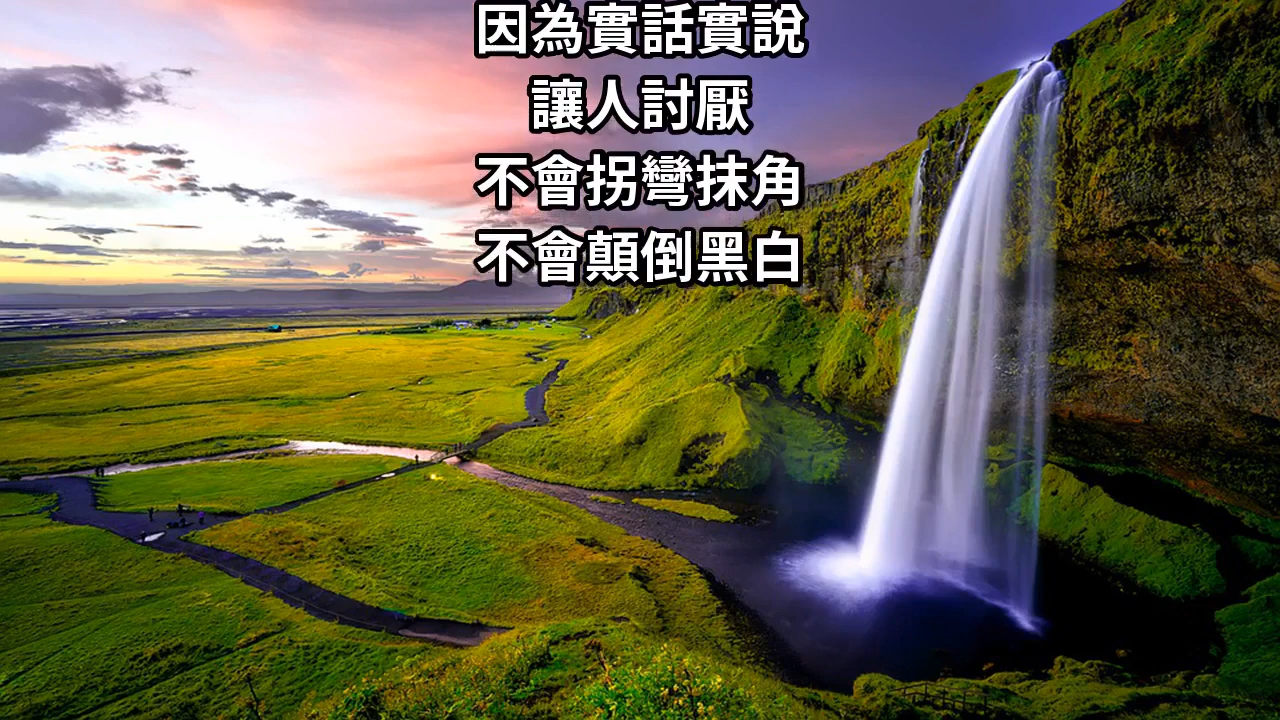 因為實話實說
讓人討厭
不會拐彎抹角
不會顛倒黑白